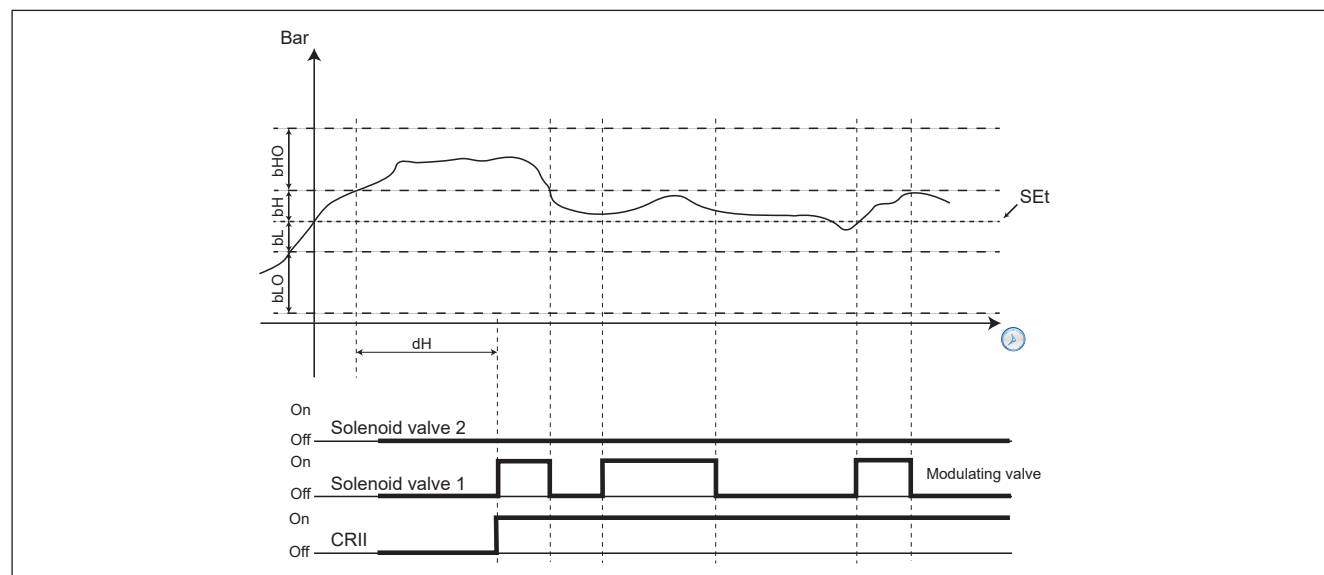 Bar
bHO
bH
SEt
bL
bLO
dH
On
Solenoid valve 2
Off
On
Modulating valve
Solenoid valve 1
Off
On
CRII
Off